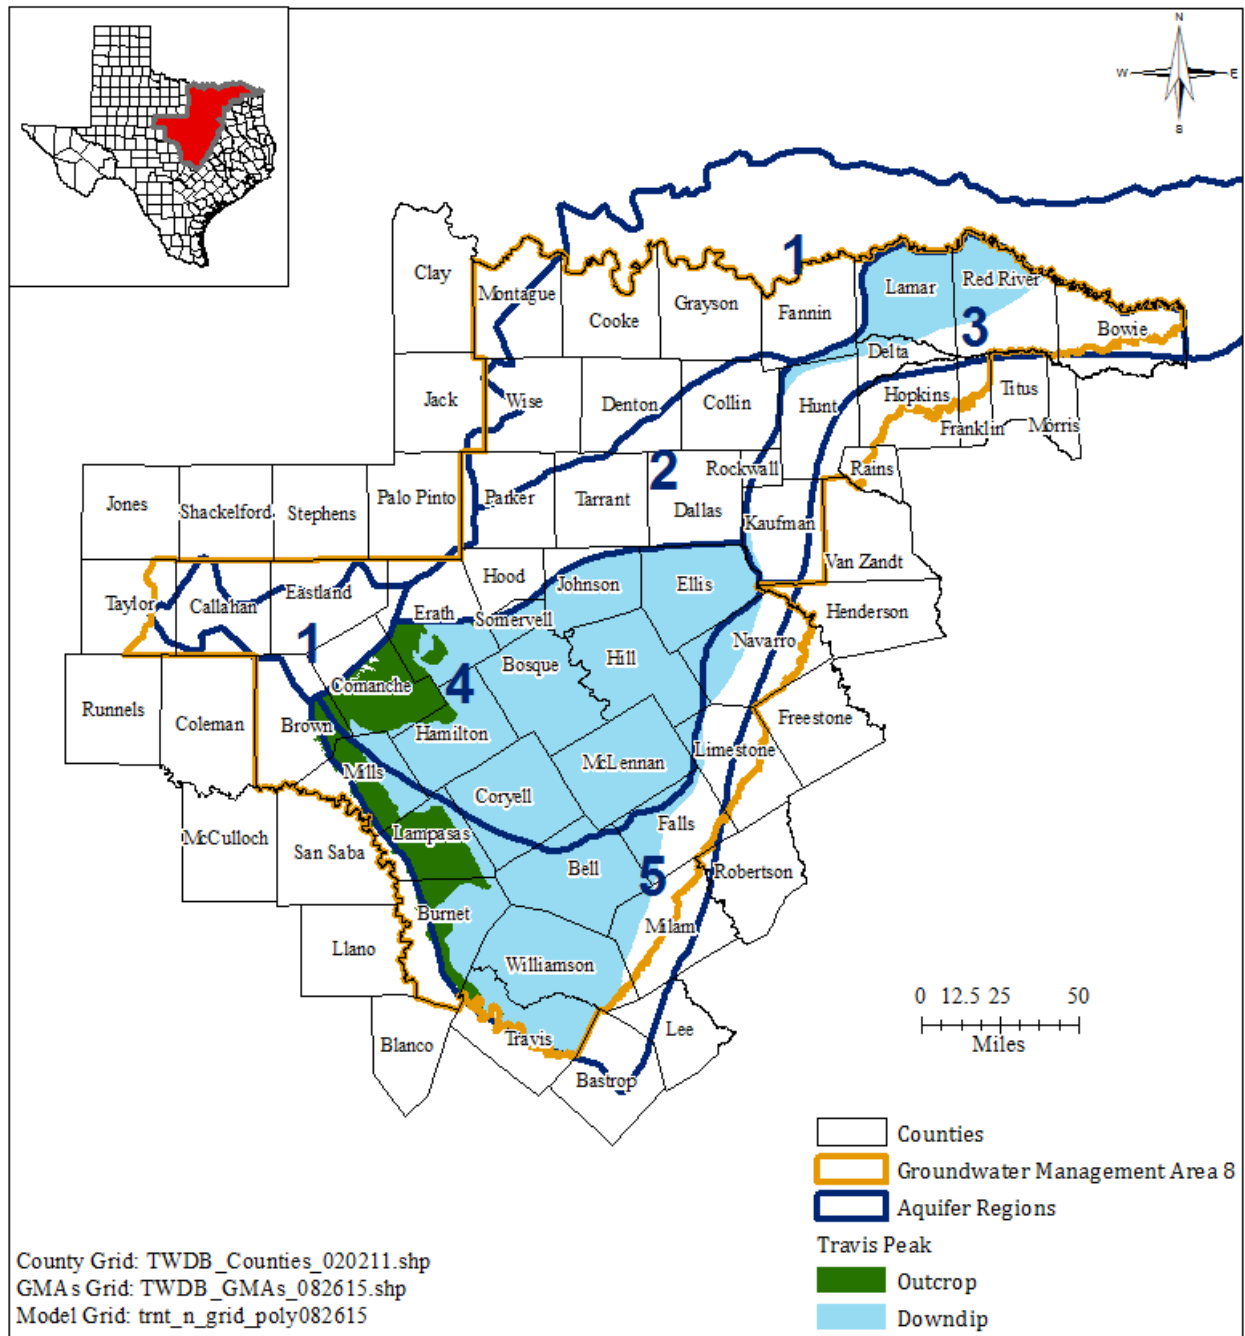 N
W E
S
1
Clay
Montague
Cooke
Grayson
Fannin
Lamar
Red River
3
Bowie
Delta
Jack
Wise
Denton
Collin
Hunt
Hopkins
Titus
Franklin
Morris
2
Rockwall
Rains
Jones
Shackelford
Stephens
Palo Pinto
Parker
Tarrant
Dallas
Kaufman
Van Zandt
Taylor
Callahan
Eastland
Hood
Johnson
Ellis
Erath
Somervell
Henderson
1
Navarro
Comanche
4
Bosque
Hill
Runnels
Coleman
Brown
Hamilton
Freestone
Limestone
Mills
McLennan
Coryell
McCulloch
San Saba
Lampasas
Falls
Bell
5
Robertson
Burnet
Milam
Llano
Williamson
Travis
Lee
Blanco
Bastrop
0 12.5 25 50
Miles
Counties
Groundwater Management Area 8
Aquifer Regions
Travis Peak
Outcrop
Downdip
County Grid: TWDB_Counties_020211.shp
GMAs Grid: TWDB_GMAs_082615.shp
Model Grid: trnt_n_grid_poly082615